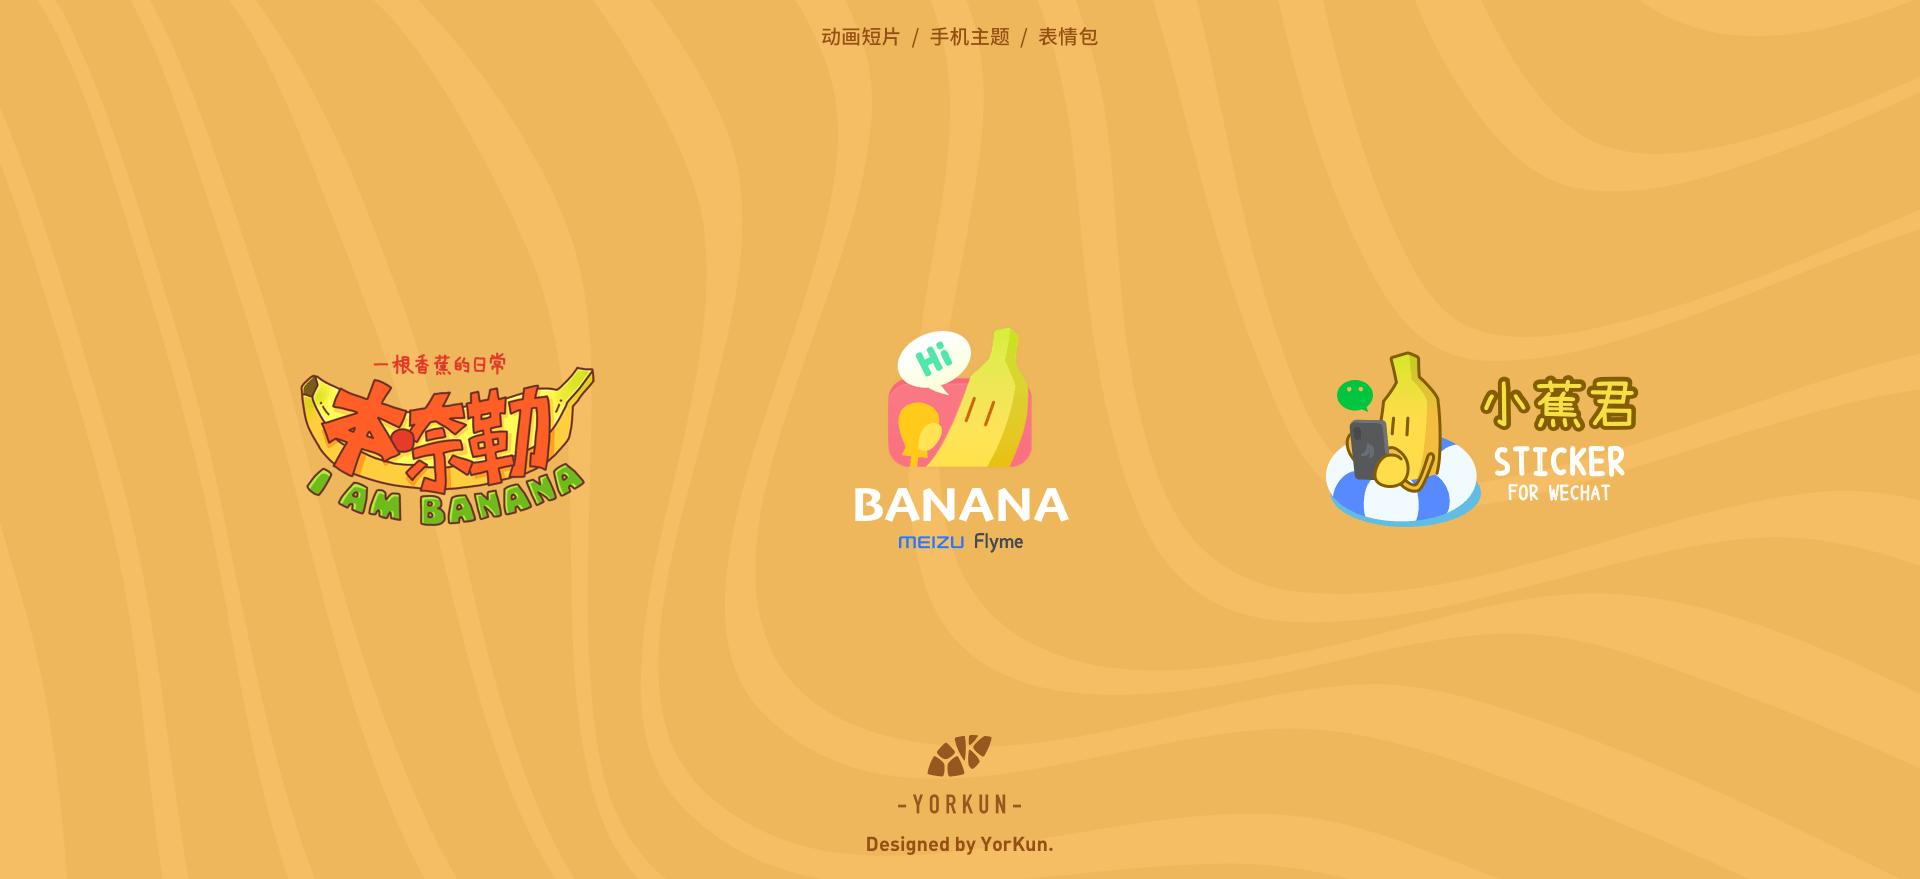 动画短片 / 手机主题 / 表情包
一根香蕉的日常
本奈勒
I AM BANANA
Hi
BANANA
MEIZU Flyme
小蕉君
STICKER
FOR WECHAT
-YORKUN-
Designed by YorKun.